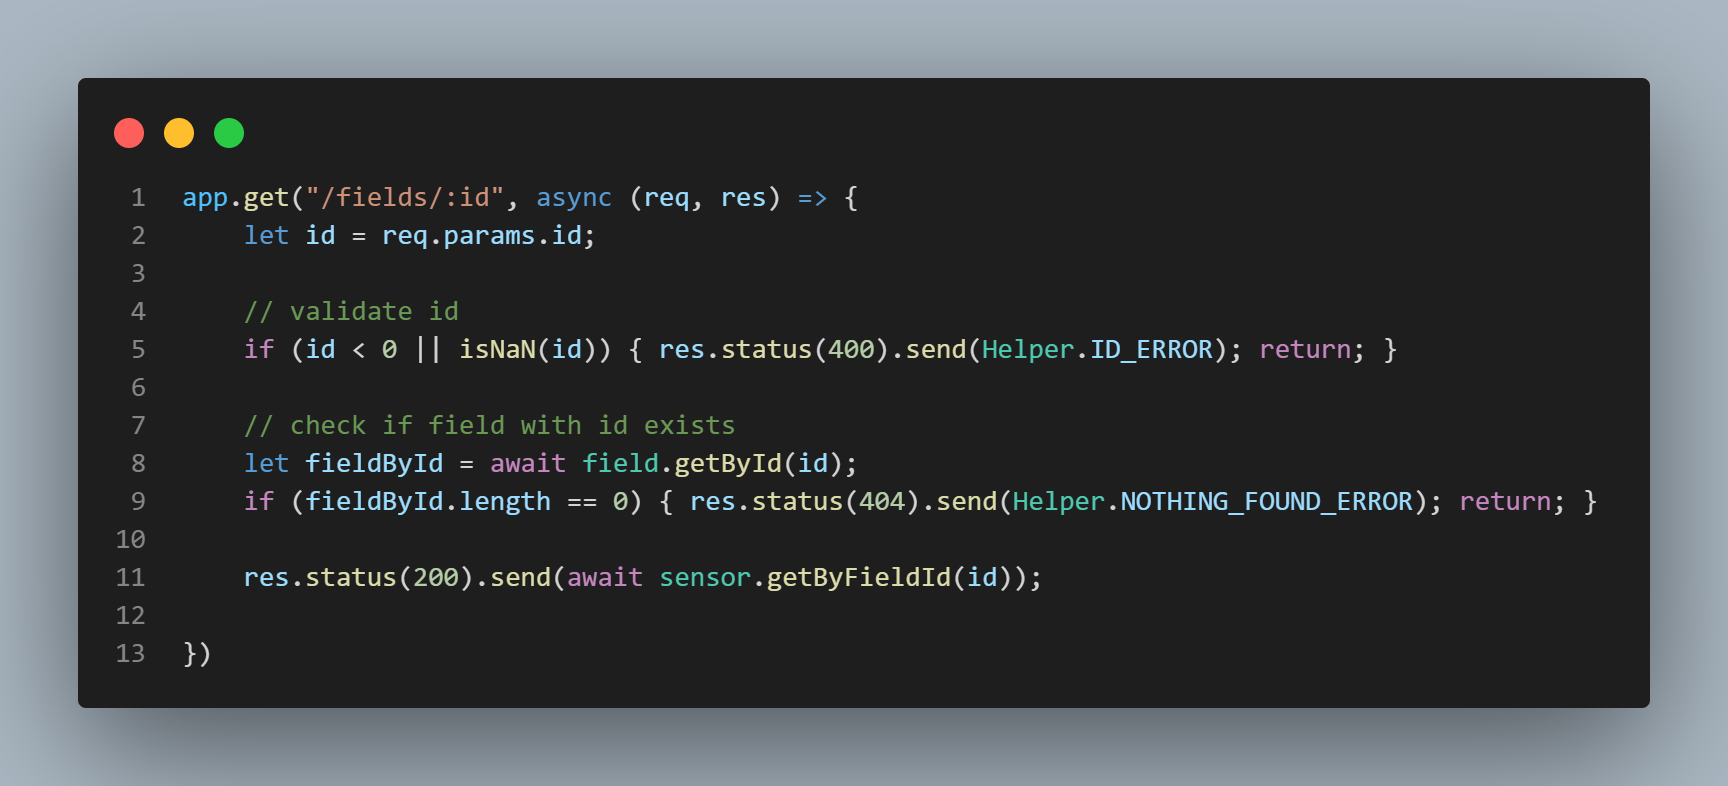 1 app.get("/fields/:id", async (req, res) => {
2     let id = req.params.id;
3
4     // validate id
5     if (id < 0 || isNaN(id)) { res.status(400).send(Helper.ID_ERROR); return; }
6
7     // check if field with id exists
8     let fieldById = await field.getById(id);
9     if (fieldById.length == 0) { res.status(404).send(Helper.NOTHING_FOUND_ERROR); return; }
10
11     res.status(200).send(await sensor.getByFieldId(id));
12
13 })